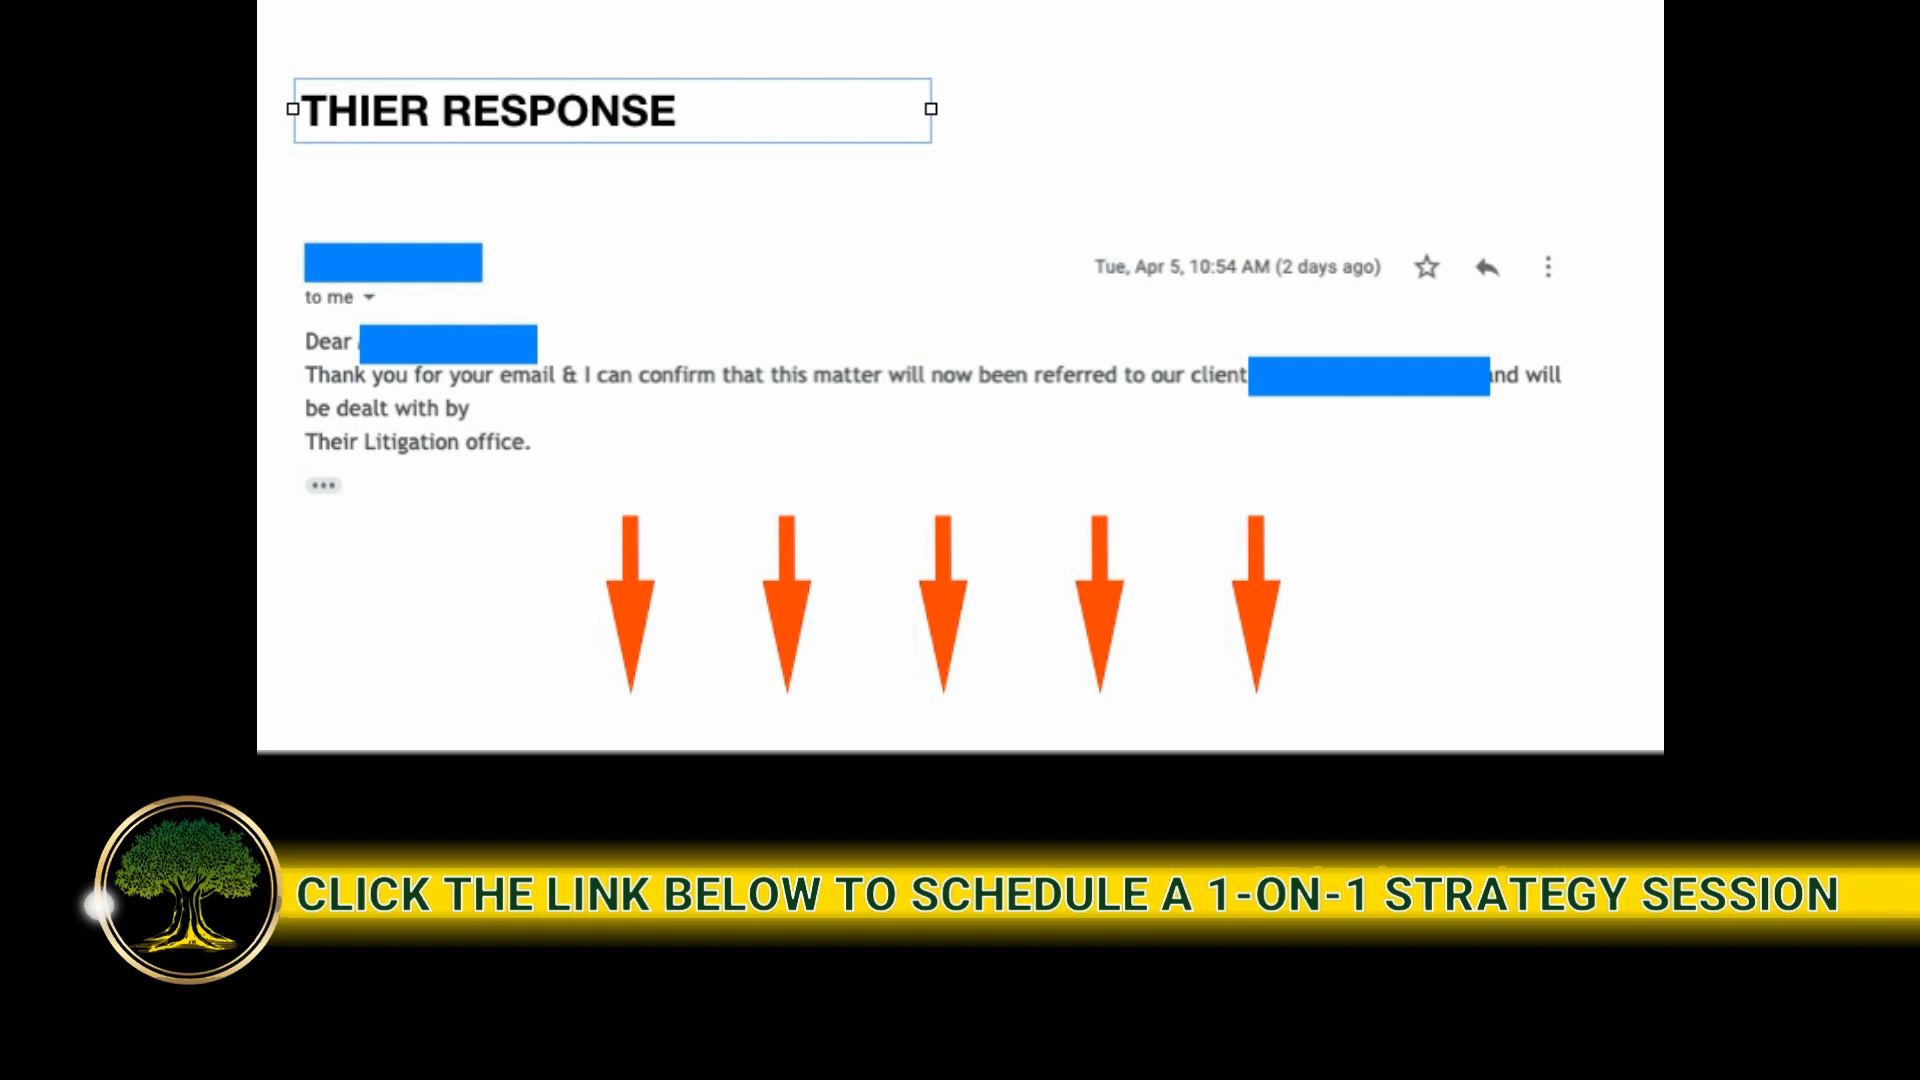 THIER RESPONSE
Tue, Apr 5, 10:54 AM (2 days ago)
to me
Dear
Thank you for your email & I can confirm that this matter will now been referred to our client and will
be dealt with by
Their Litigation office.
CLICK THE LINK BELOW TO SCHEDULE A 1-ON-1 STRATEGY SESSION